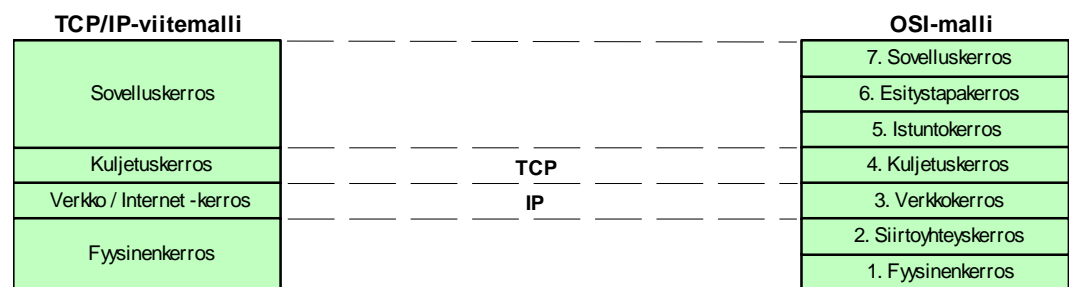 TCP/IP-viitemalli
OSI-malli
Sovelluskerros
Kuljetuskerros
Verkko / Internet -kerros
Fyysinenkerros
TCP
IP
7. Sovelluskerros
6. Esitystapakerros
5. Istuntokerros
4. Kuljetuskerros
3. Verkkokerros
2. Siirtoyhteyskerros
1. Fyysinenkerros